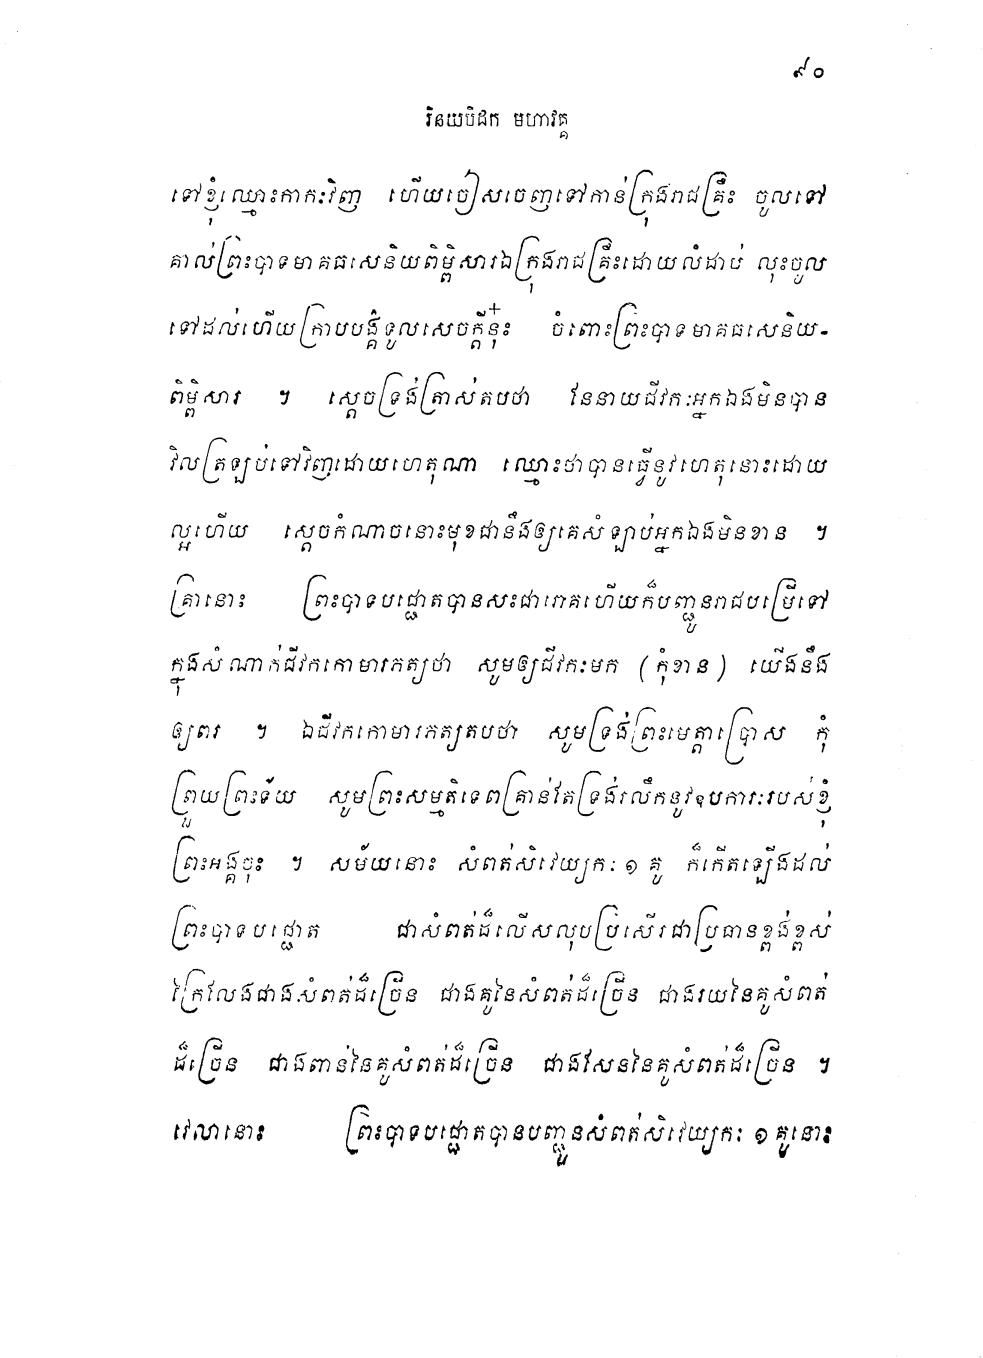 ៩០
វិនយបិដក មហាវគ្គ
ទៅខ្ញុំឈ្មោះកាកៈវិញ ហើយចៀសចេញទៅកាន់ក្រុងរាជគ្រឹះ ចូលទៅ
គាល់ព្រះបាទមាគធសេនិយពិម្ពិសារឯក្រុងរាជគ្រឹះដោយលំដាប់ លុះចូល
ទៅដល់ហើយក្រាបបង្គំទូលសេចក្តីនុ៎ះ ចំពោះព្រះបាទមាគធសេនិយ-
ពិម្ពិសារ ។ ស្តេចទ្រង់ត្រាស់តបថា នែនាយជីវកៈអ្នកឯងមិនបាន
វិលត្រឡប់ទៅវិញដោយហេតុណា ឈ្មោះថាបានធ្វើនូវហេតុនោះដោយ
ល្អហើយ ស្តេចកំណាចនោះមុខជានឹងឲ្យគេសំឡាប់អ្នកឯងមិនខាន ។
គ្រានោះ ព្រះបាទបជ្ជោតបានសះជារោគហើយក៏បញ្ជូនរាជបម្រើទៅ
ក្នុងសំណាក់ជីវកកោមារភត្យថា សូមឲ្យជីវកៈមក (កុំខាន) យើងនឹង
ឲ្យពរ ។ ឯជីវកកោមារភត្យតបថា សូមទ្រង់ព្រះមេត្តាប្រោស កុំ
ព្រួយព្រះទ័យ សូមព្រះសម្មតិទេពគ្រាន់តែទ្រង់រលឹកនូវឧបការៈរបស់ខ្ញុំ
ព្រះអង្គចុះ ។ សម័យនោះ សំពត់សិវេយ្យកៈ ១ គូ ក៏កើតឡើងដល់
ព្រះបាទបជ្ជោត ជាសំពត់ដ៏លើសលុបប្រសើរជាប្រធានខ្ពង់ខ្ពស់
ក្រៃលែងជាងសំពត់ដ៏ច្រើន ជាងគូនៃសំពត់ដ៏ច្រើន ជាងរយនៃគូសំពត់
ដ៏ច្រើន ជាងពាន់នៃគូសំពត់ដ៏ច្រើន ជាងសែននៃគូសំពត់ដ៏ច្រើន ។
វេលានោះ ព្រះបាទបជ្ជោតបានបញ្ជូនសំពត់សិវេយ្យកៈ ១ គូនោះ